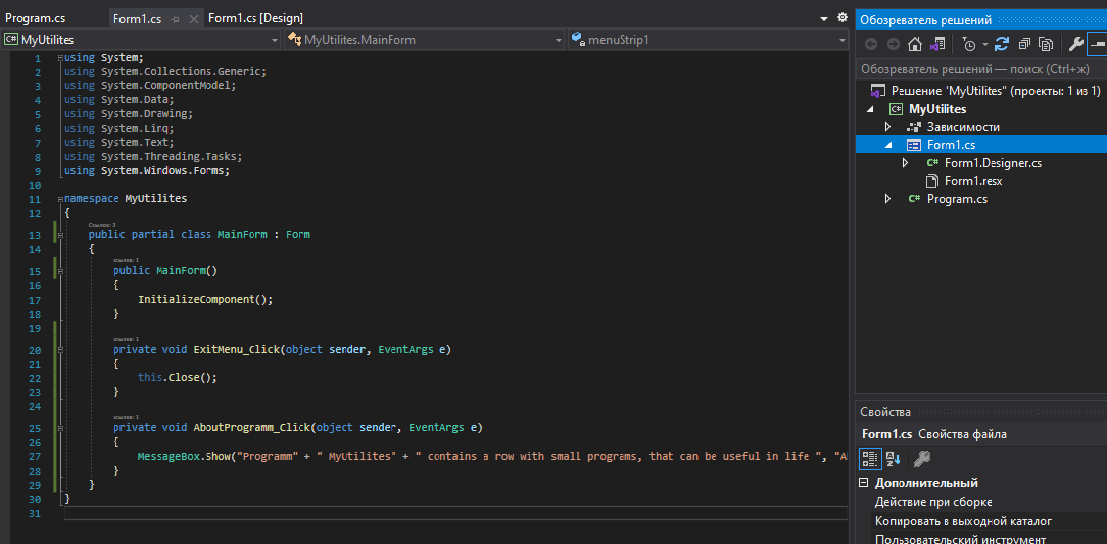 Program.cs
Form1.cs
Form1.cs [Design]
MyUtilites
MyUtilites.MainForm
menuStrip1
1 using System;
2 using System.Collections.Generic;
3 using System.ComponentModel;
4 using System.Data;
5 using System.Drawing;
6 using System.Linq;
7 using System.Text;
8 using System.Threading.Tasks;
9 using System.Windows.Forms;
10
11 namespace MyUtilites
12 {
Ссылок: 3
13 public partial class MainForm : Form
14 {
ссылка: 1
15 public MainForm()
16 {
17 InitializeComponent();
18 }
19
ссылка: 1
20 private void ExitMenu_Click(object sender, EventArgs e)
21 {
22 this.Close();
23 }
24
ссылка: 1
25 private void AboutProgramm_Click(object sender, EventArgs e)
26 {
27 MessageBox.Show("Programm" + " MyUtilites" + " contains a row with small programs, that can be useful in life ", "A
28 }
29 }
30 }
31
Обозреватель решений
Обозреватель решений — поиск (Ctrl+ж)
Решение "MyUtilites" (проекты: 1 из 1)
MyUtilites
Зависимости
Form1.cs
Form1.Designer.cs
Form1.resx
Program.cs
Свойства
Form1.cs Свойства файла
Дополнительный
Действие при сборке
Копировать в выходной каталог
Пользовательский инструмент